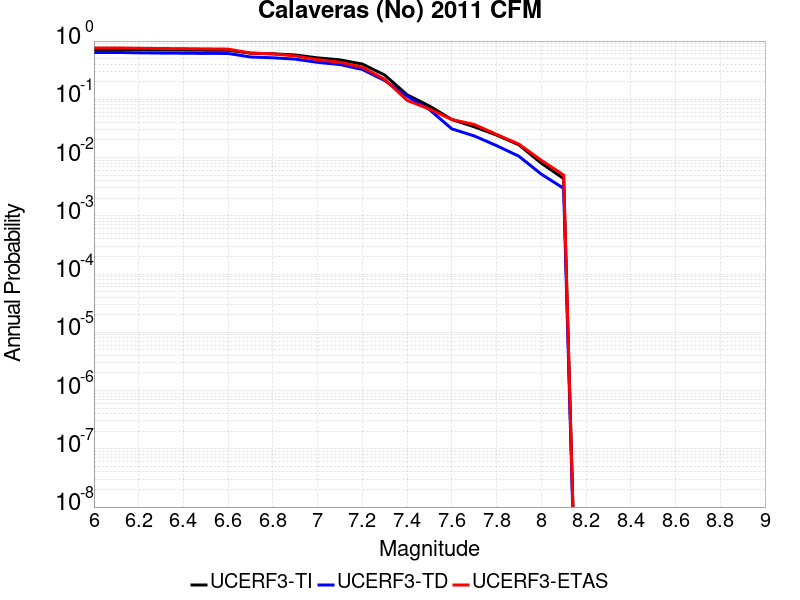 Calaveras (No) 2011 CFM
10^0
10^-1
10^-2
10^-3
10^-4
10^-5
10^-6
10^-7
10^-8
Annual Probability
6 6.2 6.4 6.6 6.8 7 7.2 7.4 7.6 7.8 8 8.2 8.4 8.6 8.8 9
Magnitude
UCERF3-TI UCERF3-TD UCERF3-ETAS